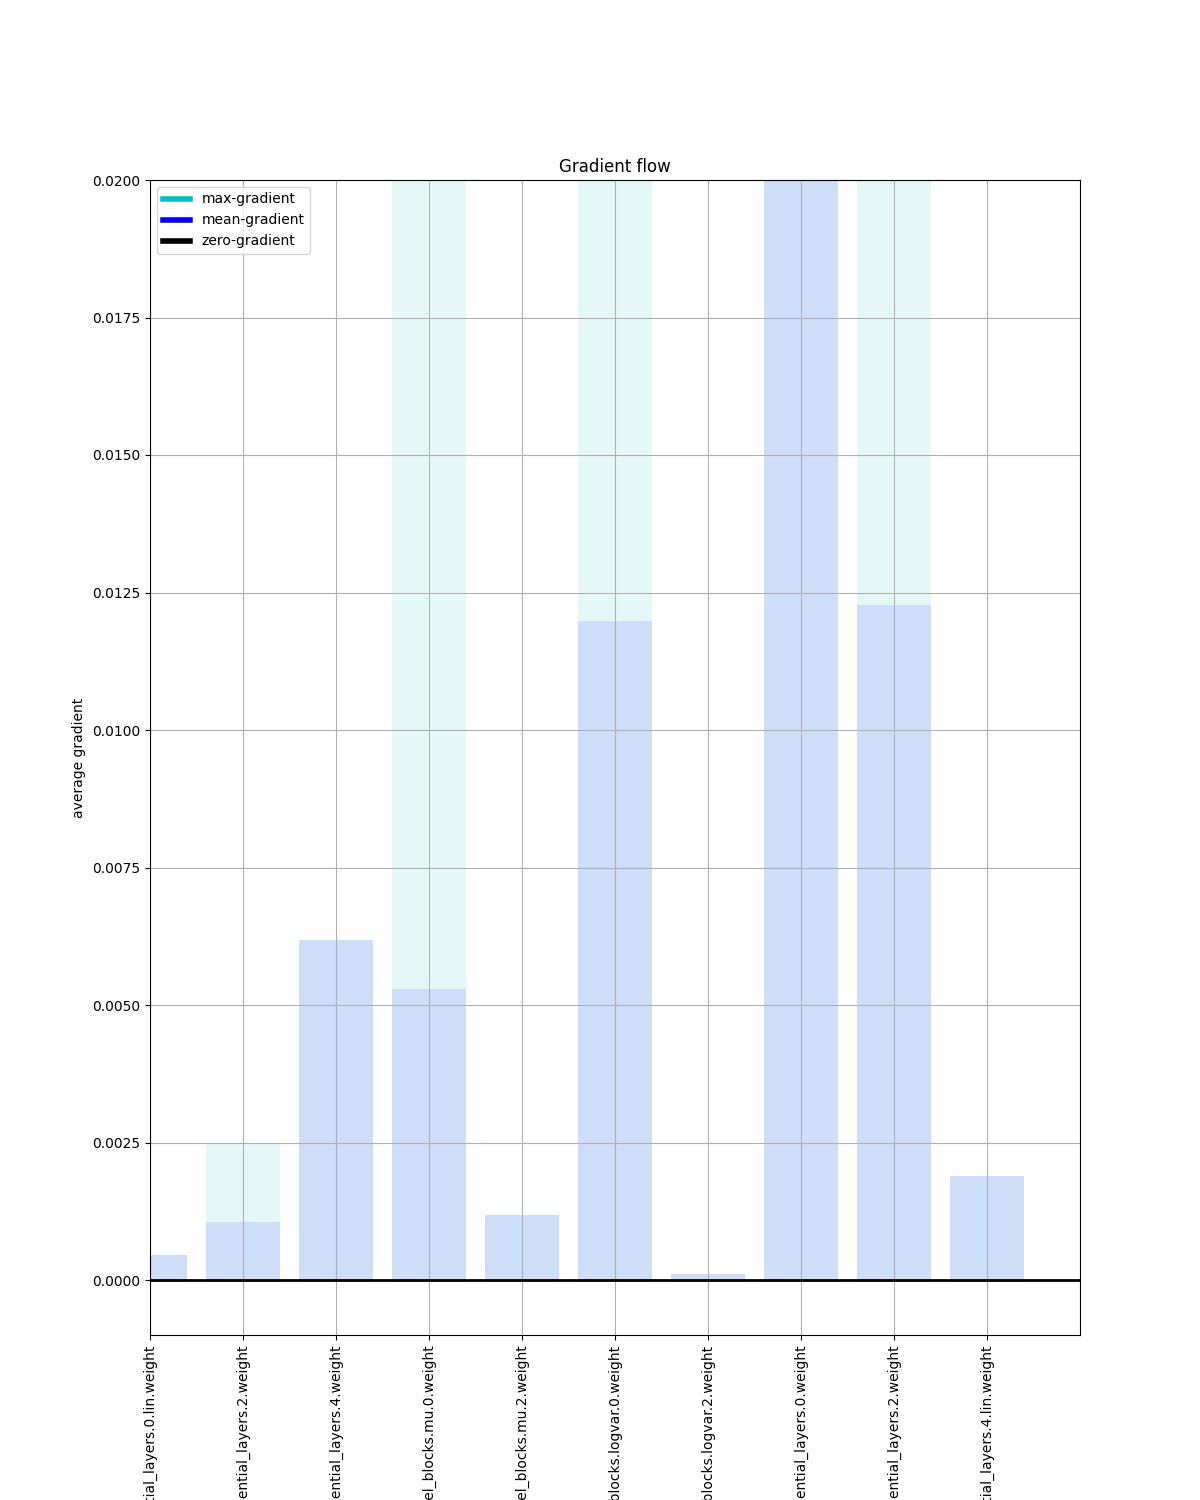 Gradient flow
max-gradient
mean-gradient
zero-gradient
0.0200
0.0175
0.0150
0.0125
0.0100
0.0075
0.0050
0.0025
0.0000
average gradient
tial_layers.0.lin.weight
ential_layers.2.weight
ential_layers.4.weight
el_blocks.mu.0.weight
el_blocks.mu.2.weight
blocks.logvar.0.weight
blocks.logvar.2.weight
ential_layers.0.weight
ential_layers.2.weight
tial_layers.4.lin.weight